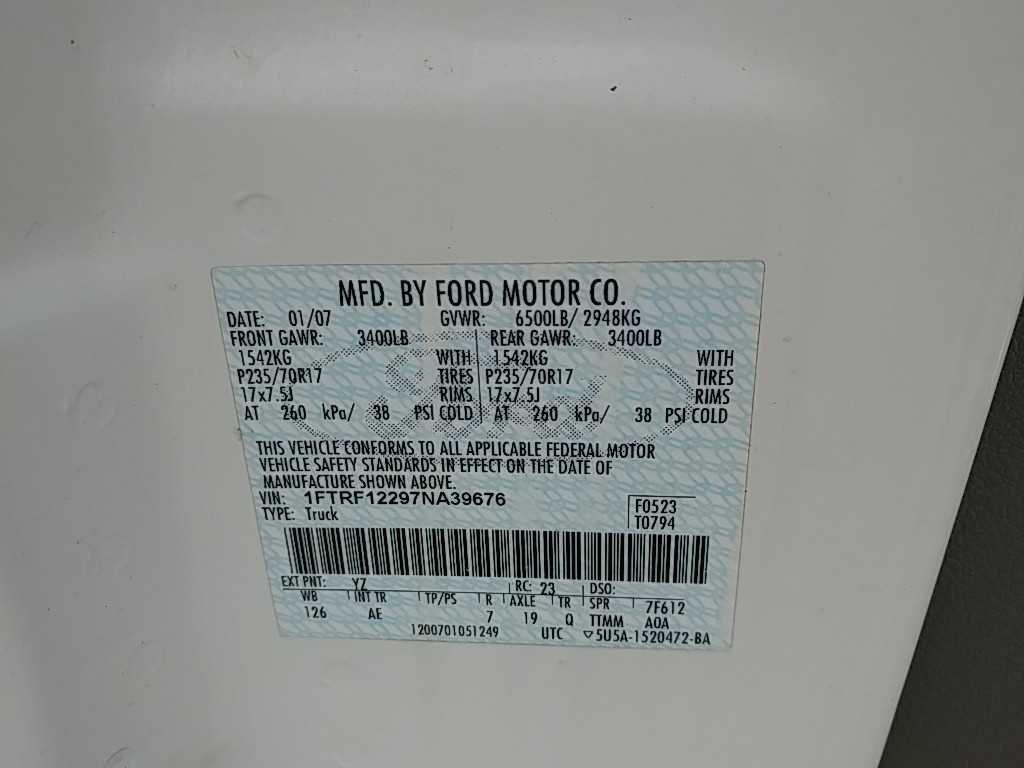 MFD. BY FORD MOTOR CO.
DATE: 01/07 GVWR: 6500LB/ 2948KG
FRONT GAWR: 3400LB REAR GAWR: 3400LB
1542KG WITH 1542KG WITH
P235/70R17 TIRES P235/70R17 TIRES
17x7.5J RIMS 17x7.5J RIMS
AT 260 kPa/ 38 PSI COLD AT 260 kPa/ 38 PSI COLD
THIS VEHICLE CONFORMS TO ALL APPLICABLE FEDERAL MOTOR
VEHICLE SAFETY STANDARDS IN EFFECT ON THE DATE OF
MANUFACTURE SHOWN ABOVE.
VIN: 1FTRF12297NA39676 F0523
TYPE: Truck T0794
EXT PNT: YZ RC: 23 DSO:
WB INT TR TP/PS R AXLE TR SPR 7F612
126 AE 7 19 Q TTMM A0A
1200701051249 UTC ▽5U5A-1520472-BA